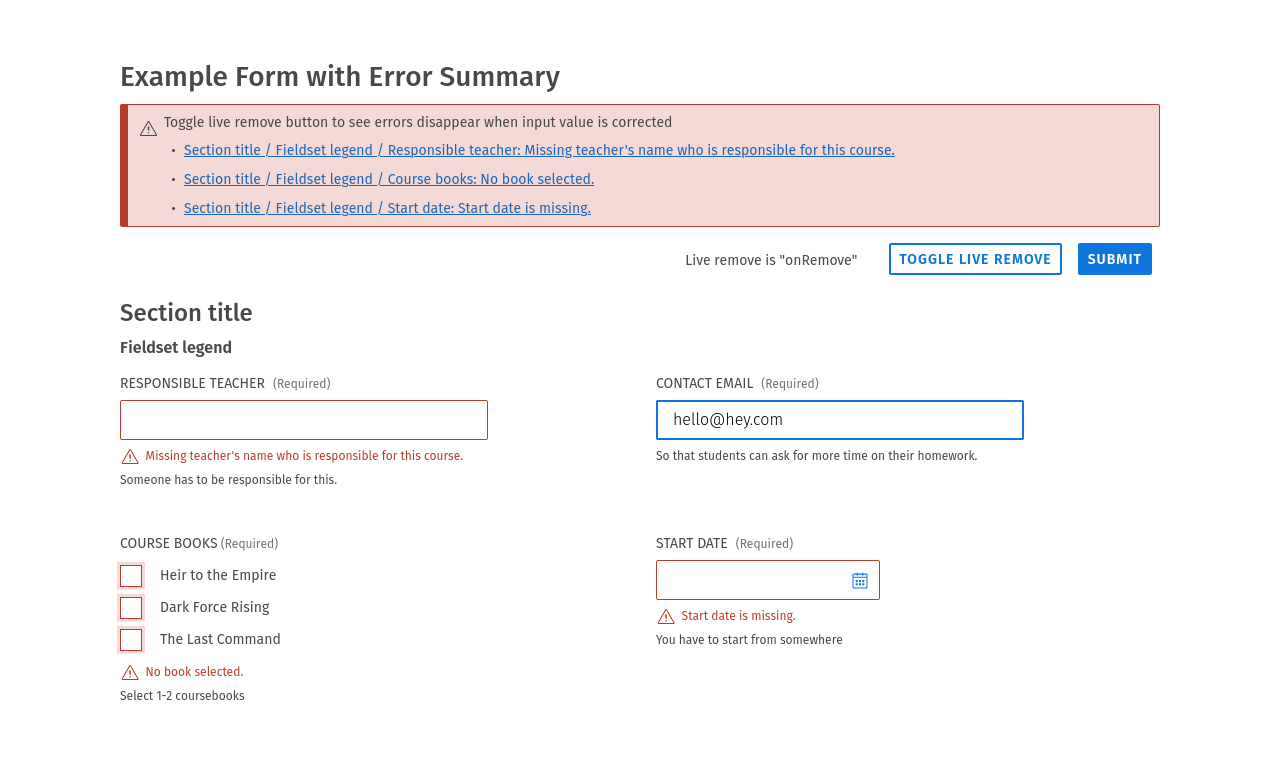 Example Form with Error Summary
Toggle live remove button to see errors disappear when input value is corrected
• Section title / Fieldset legend / Responsible teacher: Missing teacher's name who is responsible for this course.
• Section title / Fieldset legend / Course books: No book selected.
• Section title / Fieldset legend / Start date: Start date is missing.
Live remove is "onRemove" TOGGLE LIVE REMOVE SUBMIT
Section title
Fieldset legend
RESPONSIBLE TEACHER (Required)
Missing teacher's name who is responsible for this course.
Someone has to be responsible for this.
CONTACT EMAIL (Required)
hello@hey.com
So that students can ask for more time on their homework.
COURSE BOOKS (Required)
Heir to the Empire
Dark Force Rising
The Last Command
No book selected.
Select 1-2 coursebooks
START DATE (Required)
Start date is missing.
You have to start from somewhere